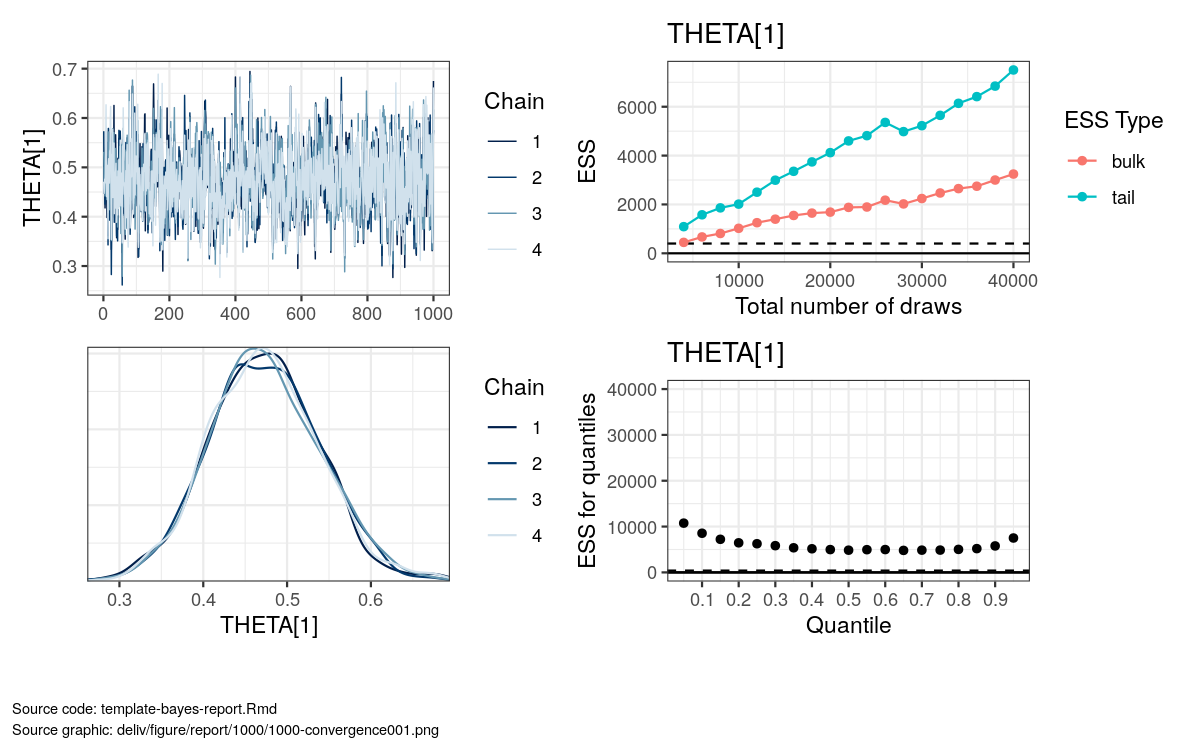 THETA[1]
0.7
0.6
0.5
0.4
0.3
0 200 400 600 800 1000
Chain
1
2
3
4
THETA[1]
ESS
6000
4000
2000
0
10000 20000 30000 40000
Total number of draws
ESS Type
bulk
tail
0.3 0.4 0.5 0.6
THETA[1]
Chain
1
2
3
4
THETA[1]
ESS for quantiles
40000
30000
20000
10000
0
0.1 0.2 0.3 0.4 0.5 0.6 0.7 0.8 0.9
Quantile
Source code: template-bayes-report.Rmd
Source graphic: deliv/figure/report/1000/1000-convergence001.png